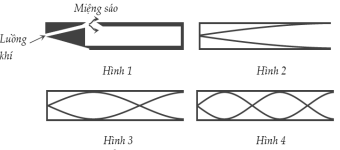 Miệng sáo
Luồng
khí
Hình 1
Hình 2
Hình 3
Hình 4